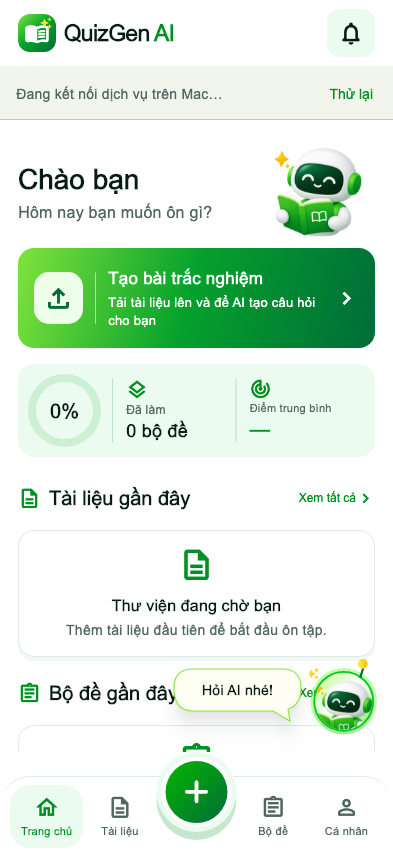 QuizGen AI
Đang kết nối dịch vụ trên Mac...
Thử lại
Chào bạn
Hôm nay bạn muốn ôn gì?
Tạo bài trắc nghiệm
Tải tài liệu lên và để AI tạo câu hỏi
cho bạn
0%
Đã làm
0 bộ đề
Điểm trung bình
—
Tài liệu gần đây
Xem tất cả
Thư viện đang chờ bạn
Thêm tài liệu đầu tiên để bắt đầu ôn tập.
Bộ đề gần đây
Hỏi AI nhé!
Trang chủ
Tài liệu
Bộ đề
Cá nhân